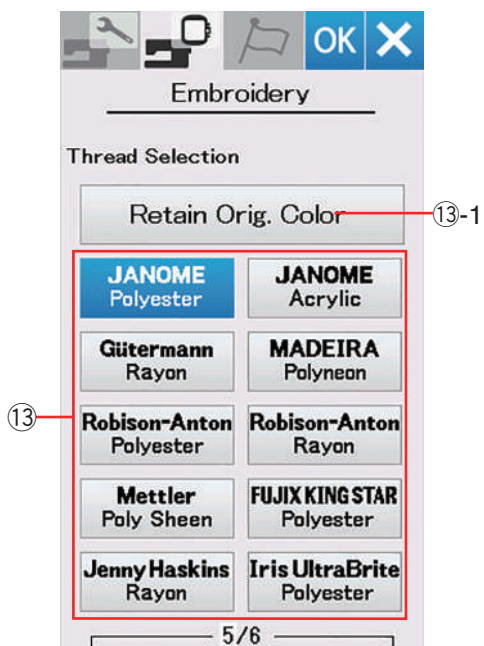 OK X
Embroidery
Thread Selection
Retain Orig. Color
⑬-1
JANOME
Polyester
JANOME
Acrylic
⑬
Gütermann
Rayon
MADEIRA
Polyneon
Robison-Anton
Polyester
Robison-Anton
Rayon
Mettler
Poly Sheen
FUJIX KING STAR
Polyester
Jenny Haskins
Rayon
Iris UltraBrite
Polyester
5/6